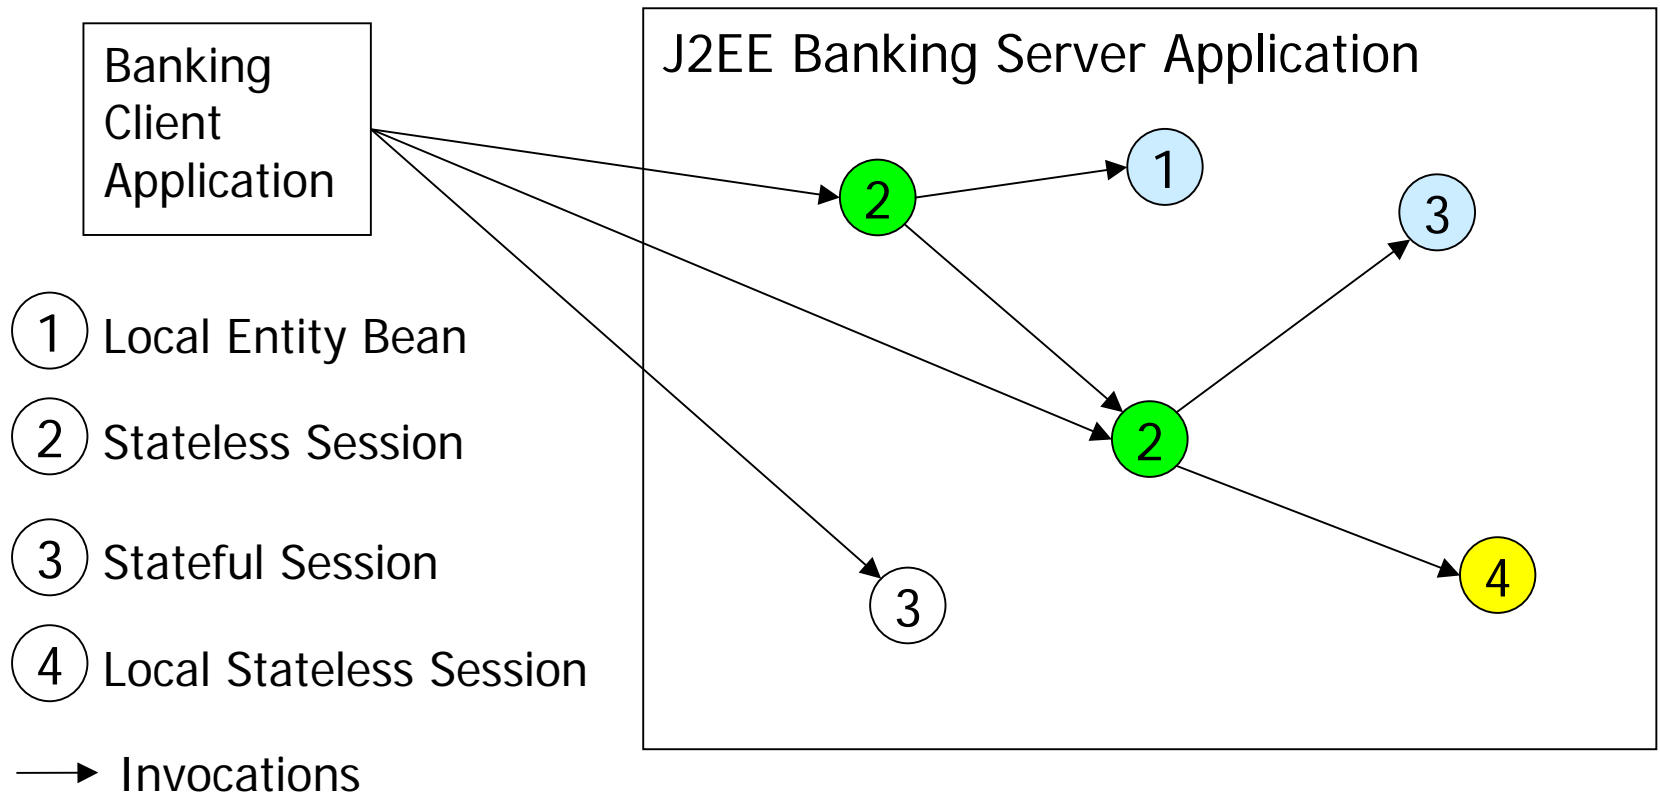 Banking
Client
Application
J2EE Banking Server Application
2
1
3
2
3
4
1 Local Entity Bean
2 Stateless Session
3 Stateful Session
4 Local Stateless Session
Invocations